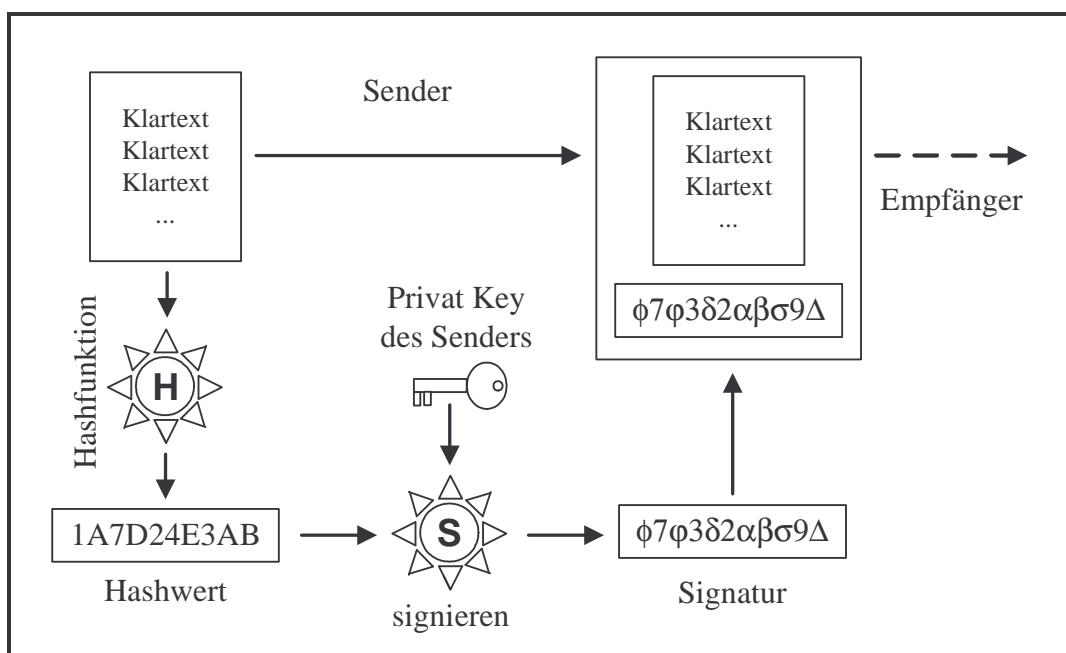 Klartext
Klartext
Klartext
...
Sender
Klartext
Klartext
Klartext
...
ϕ7φ3δ2αβσ9Δ
Empfänger
Hashfunktion
H
Privat Key
des Senders
1A7D24E3AB
Hashwert
S
signieren
ϕ7φ3δ2αβσ9Δ
Signatur